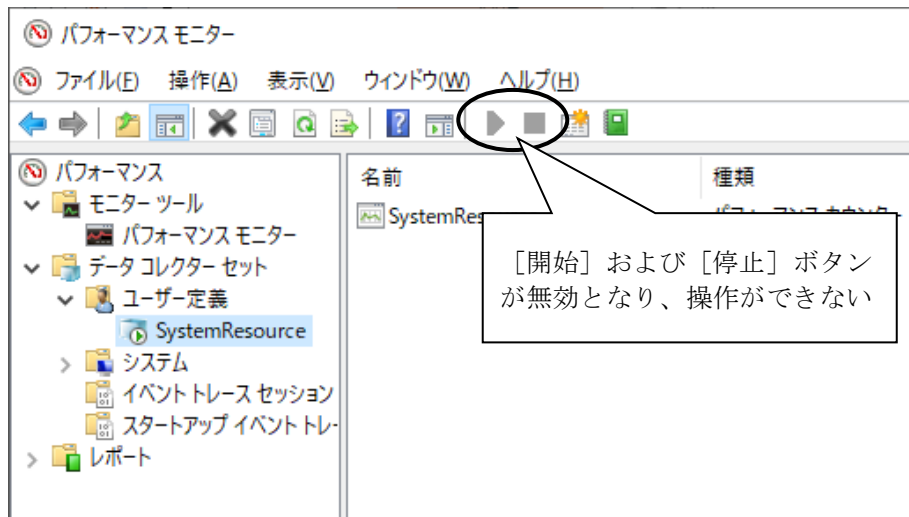 パフォーマンス モニター
ファイル(F) 操作(A) 表示(V) ウィンドウ(W) ヘルプ(H)
パフォーマンス
モニター ツール
パフォーマンス モニター
データ コレクター セット
ユーザー定義
SystemResource
システム
イベント トレース セッション
スタートアップ イベント トレ
レポート
名前 種類
SystemRes
［開始］および［停止］ボタン
が無効となり、操作ができない